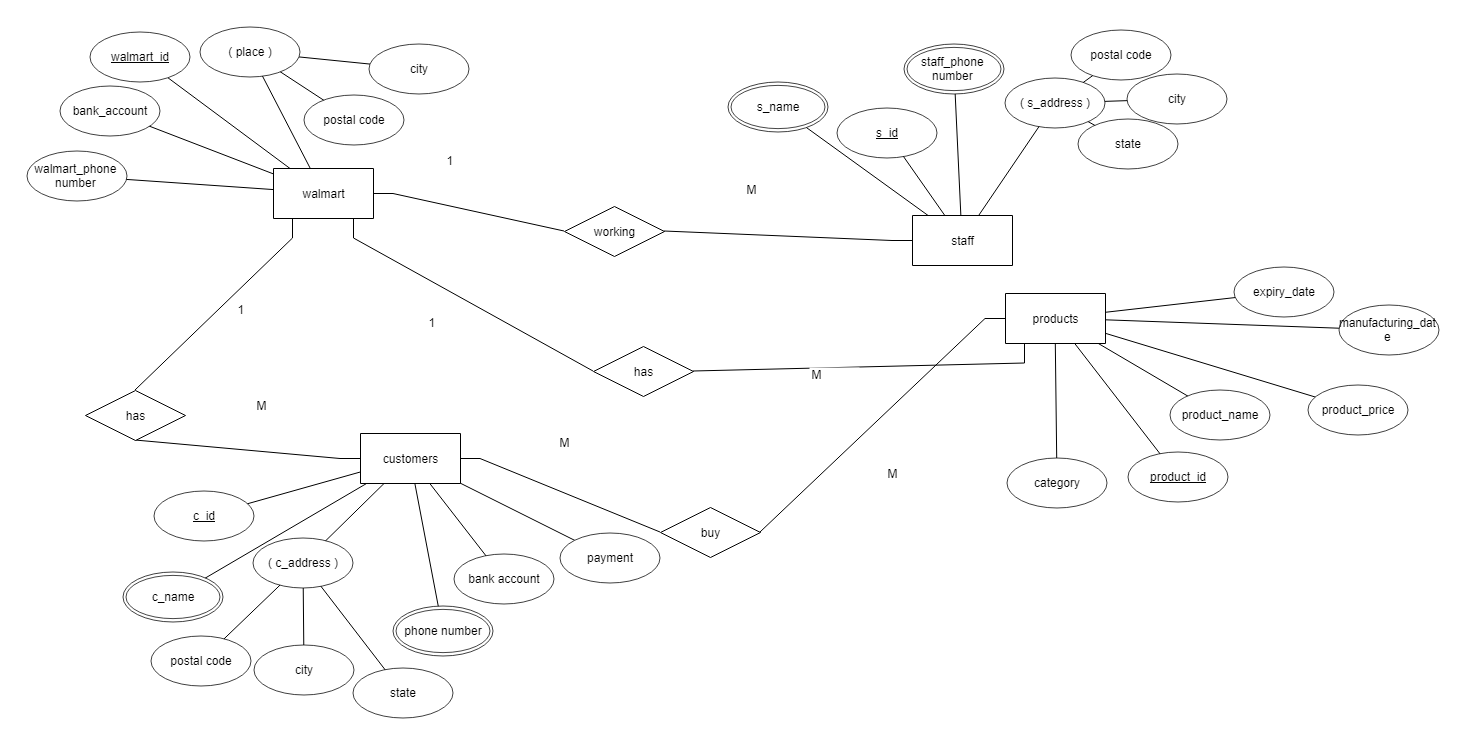 walmart_id
( place )
city
bank_account
postal code
walmart_phone
number
walmart
1
working
M
s_name
s_id
staff_phone
number
( s_address )
postal code
city
state
staff
1
1
has
M
has
M
products
expiry_date
manufacturing_dat
e
product_price
product_name
product_id
category
customers
M
M
buy
c_id
c_name
( c_address )
postal code
city
state
phone number
bank account
payment